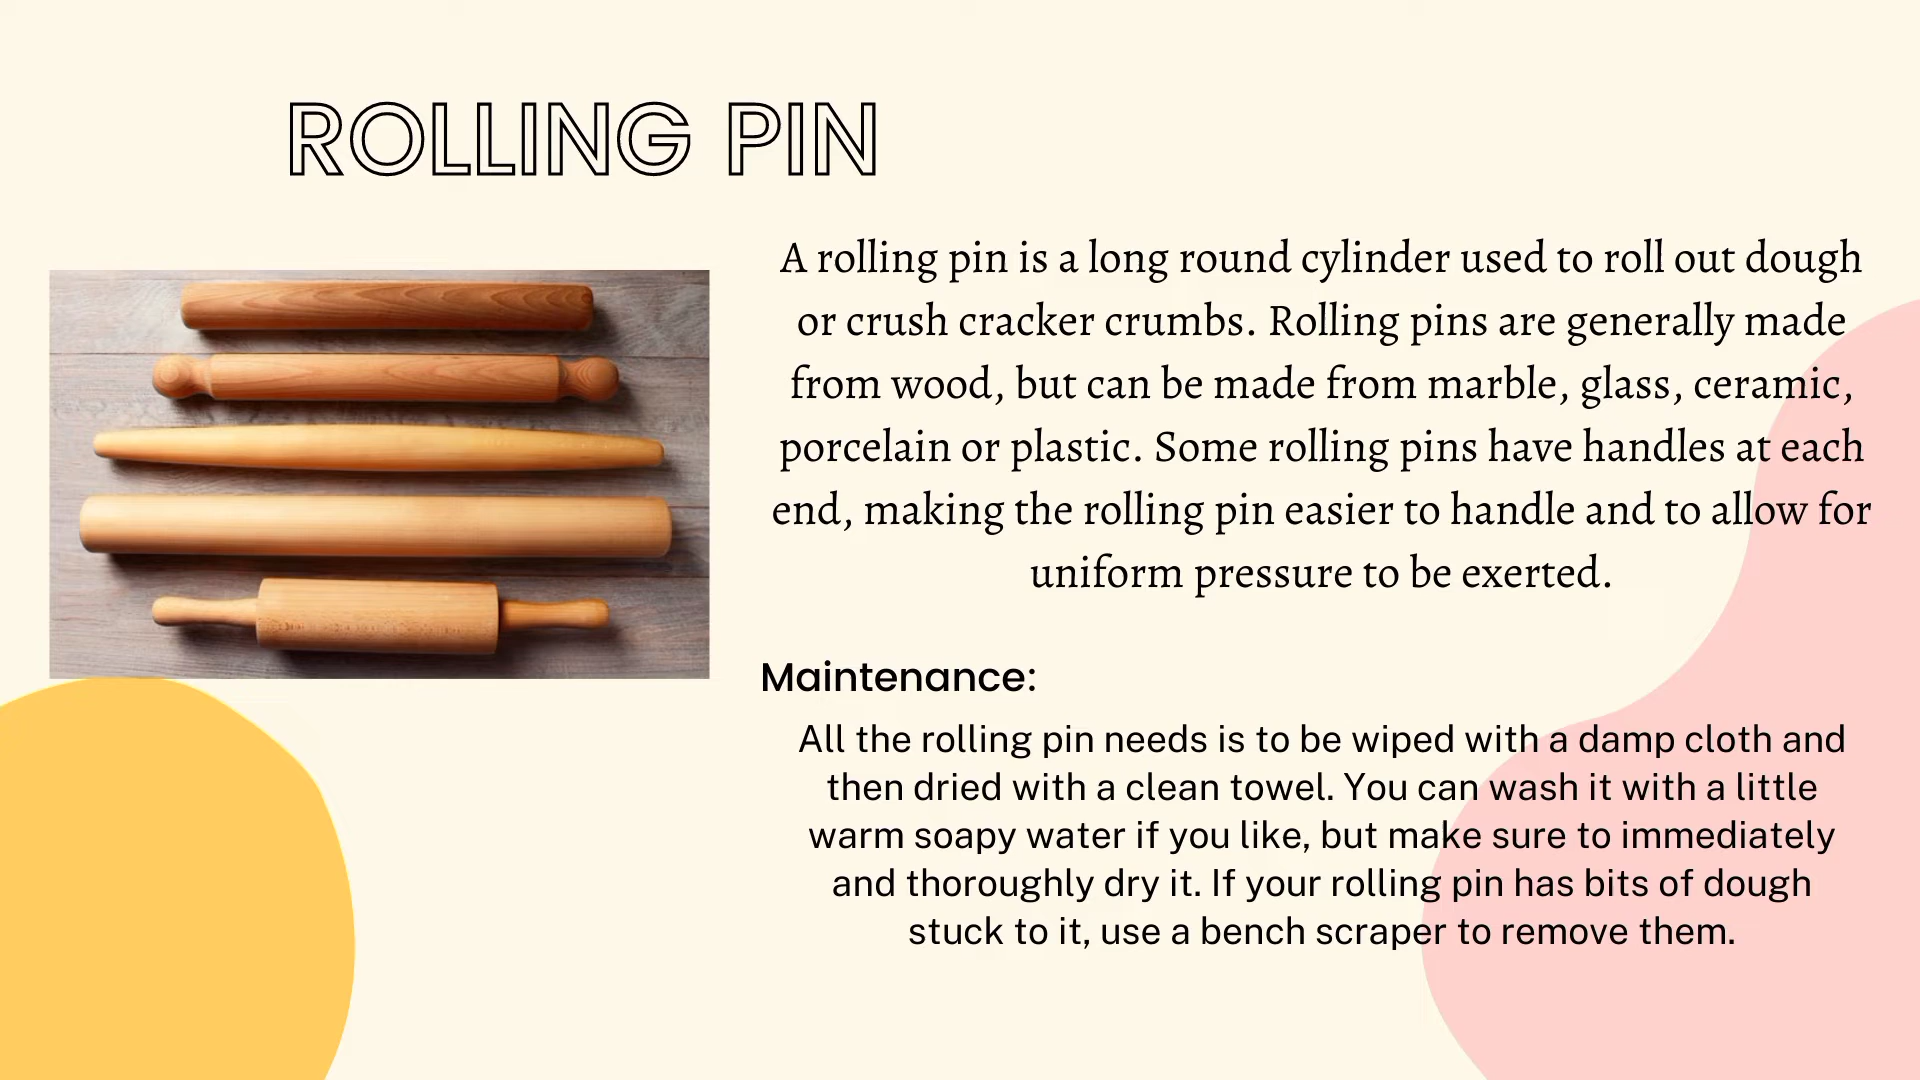 ROLLING PIN
A rolling pin is a long round cylinder used to roll out dough
or crush cracker crumbs. Rolling pins are generally made
from wood, but can be made from marble, glass, ceramic,
porcelain or plastic. Some rolling pins have handles at each
end, making the rolling pin easier to handle and to allow for
uniform pressure to be exerted.
Maintenance:
All the rolling pin needs is to be wiped with a damp cloth and
then dried with a clean towel. You can wash it with a little
warm soapy water if you like, but make sure to immediately
and thoroughly dry it. If your rolling pin has bits of dough
stuck to it, use a bench scraper to remove them.